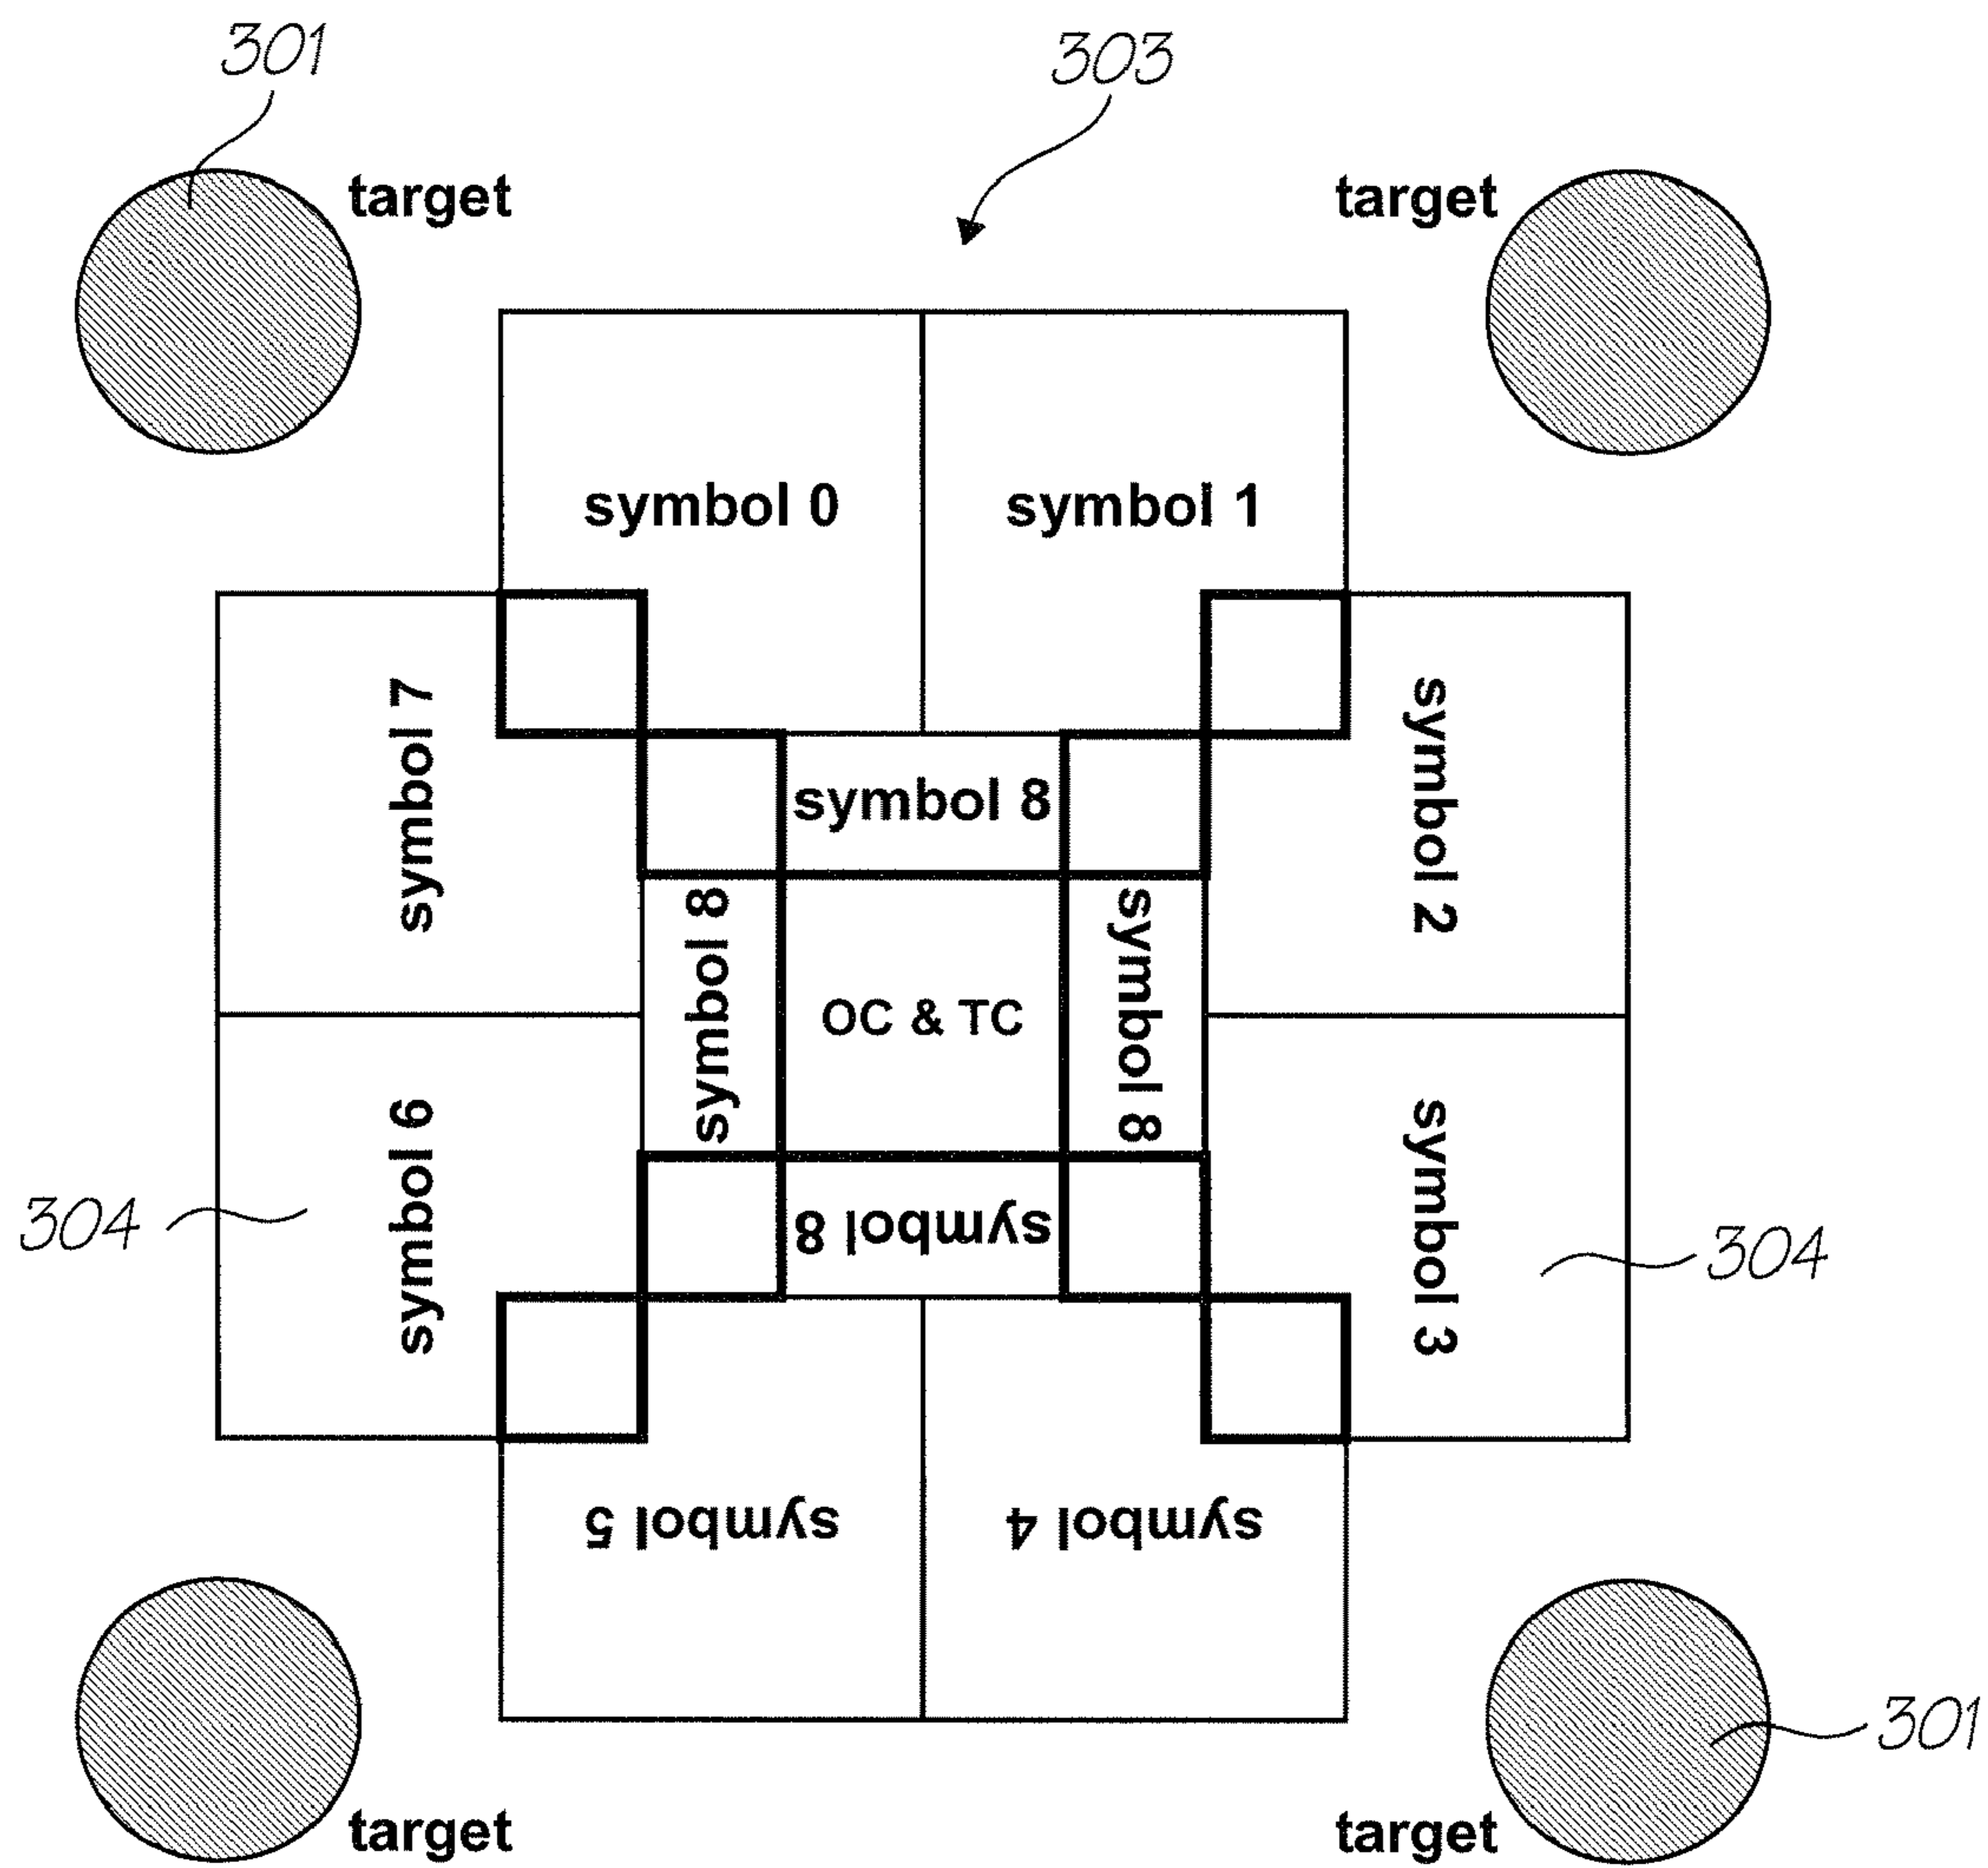 301
303
target
target
symbol 0
symbol 1
symbol 7
symbol 2
symbol 8
symbol 8
OC & TC
symbol 8
symbol 6
symbol 3
304
symbol 8
304
symbol 5
symbol 4
301
target
target